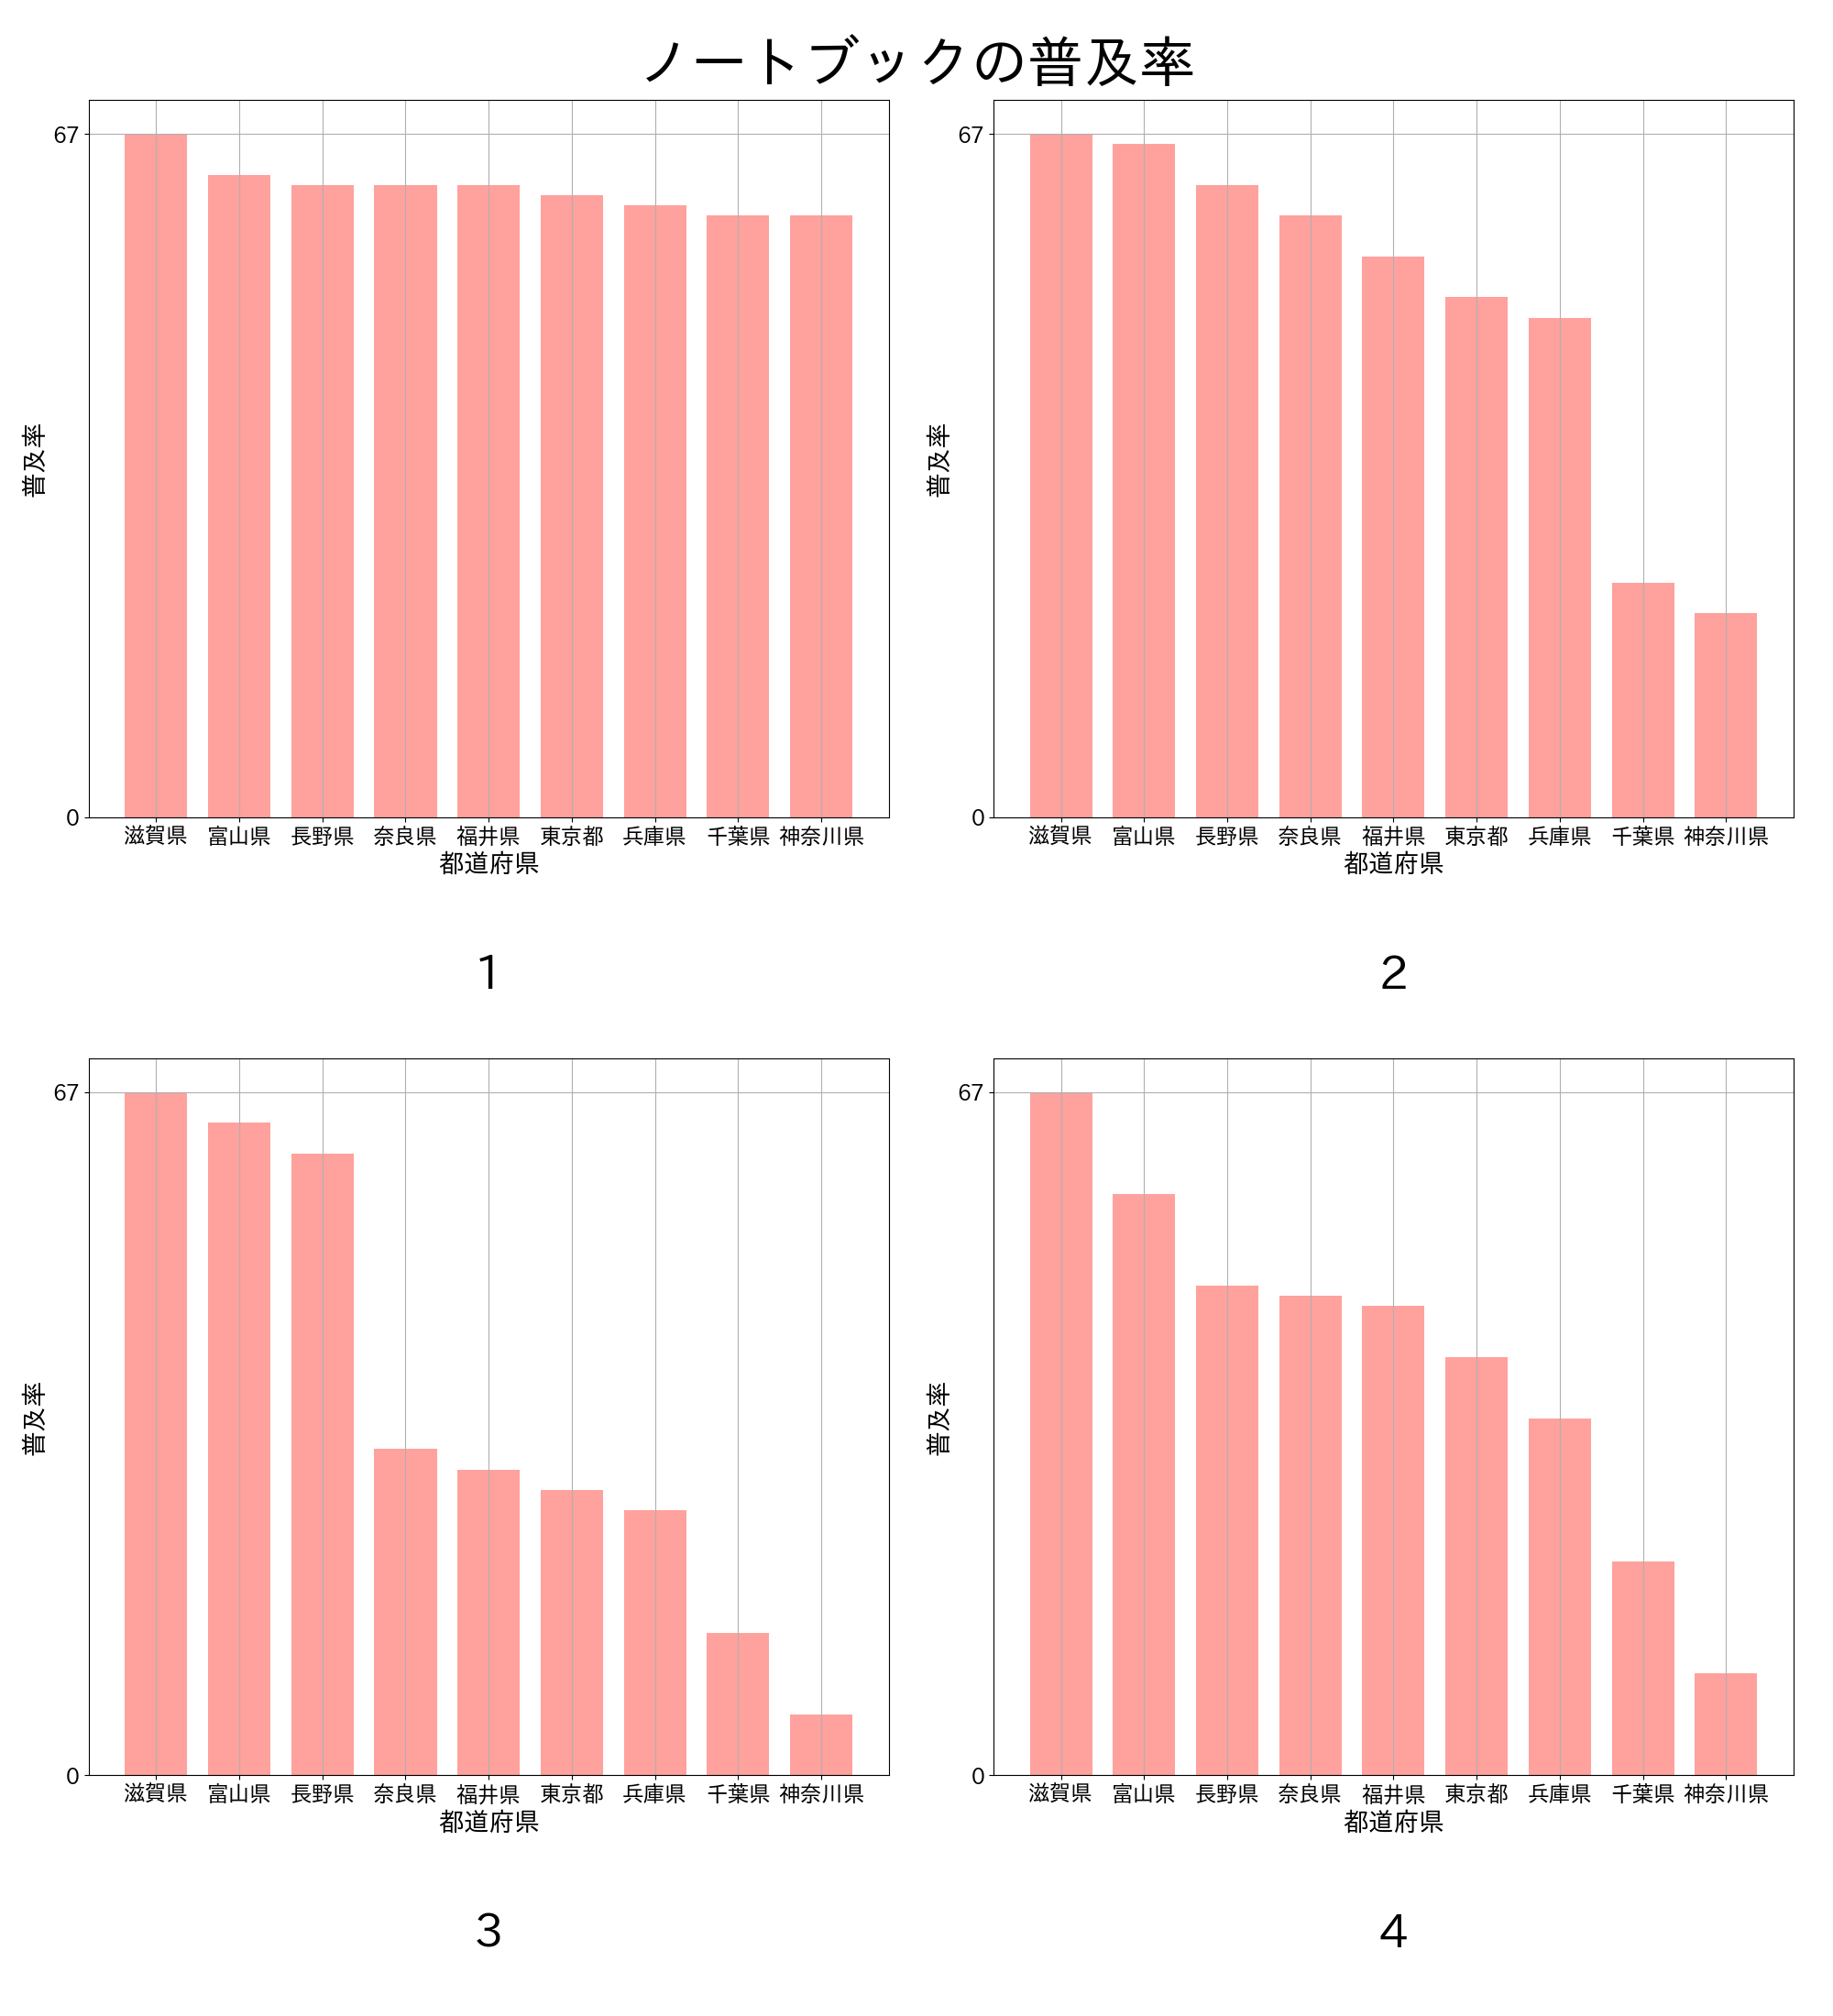 ノートブックの普及率
67
0
普及率
滋賀県 富山県 長野県 奈良県 福井県 東京都 兵庫県 千葉県 神奈川県
都道府県
1
67
0
普及率
滋賀県 富山県 長野県 奈良県 福井県 東京都 兵庫県 千葉県 神奈川県
都道府県
2
67
0
普及率
滋賀県 富山県 長野県 奈良県 福井県 東京都 兵庫県 千葉県 神奈川県
都道府県
3
67
0
普及率
滋賀県 富山県 長野県 奈良県 福井県 東京都 兵庫県 千葉県 神奈川県
都道府県
4